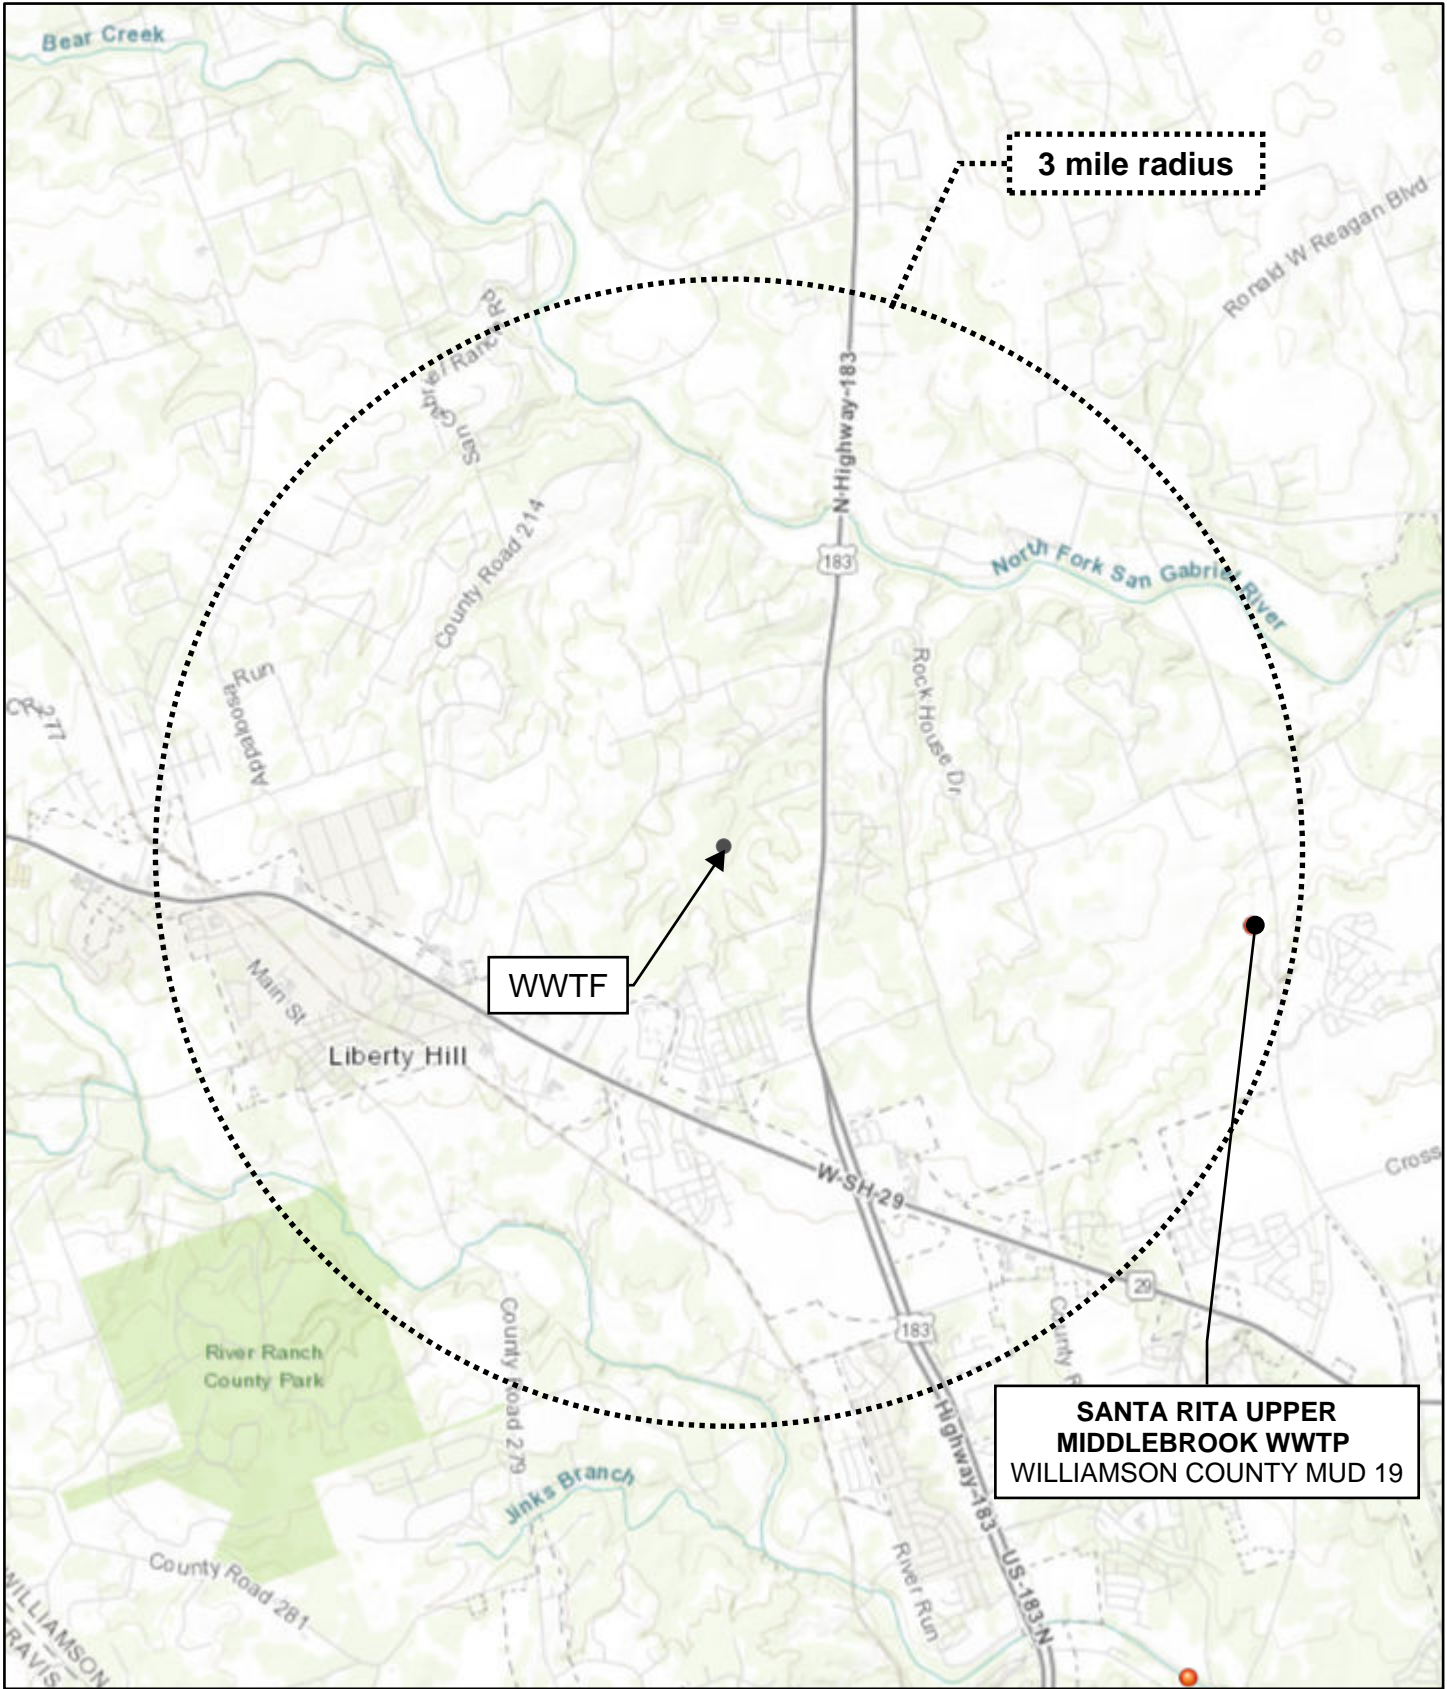 Bear Creek
3 mile radius
Ronald W Reagan Blvd
San Gabriel Ranch Rd
N-Highway-183
County Road 214
183
North Fork San Gabriel River
Rock House Dr
Appaloosa Run
CR 277
WWTF
Main St
Liberty Hill
W-SH-29
Cross
29
183
County R
River Ranch
County Park
County Road 279
SANTA RITA UPPER
MIDDLEBROOK WWTP
WILLIAMSON COUNTY MUD 19
Highway-183
Jinks Branch
US-183-N
River Run
County Road 281
WILLIAMSON
RAVIS